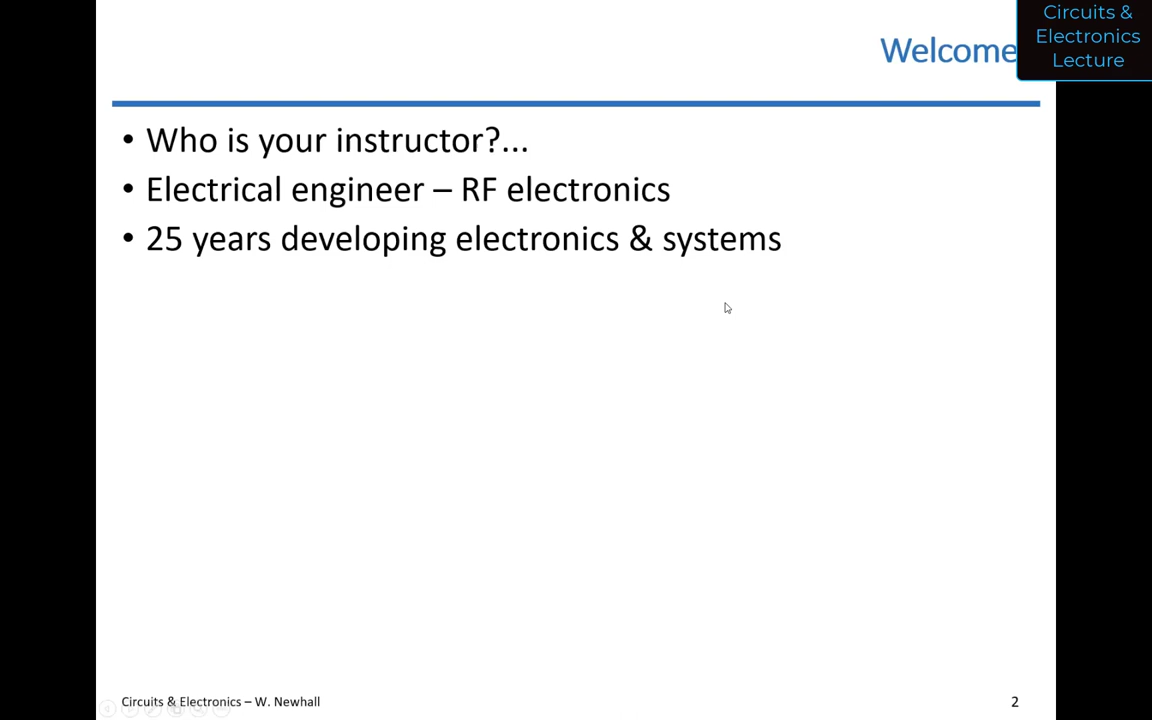 Circuits &
Electronics
Lecture
Welcome
• Who is your instructor?...
• Electrical engineer – RF electronics
• 25 years developing electronics & systems
Circuits & Electronics – W. Newhall
2